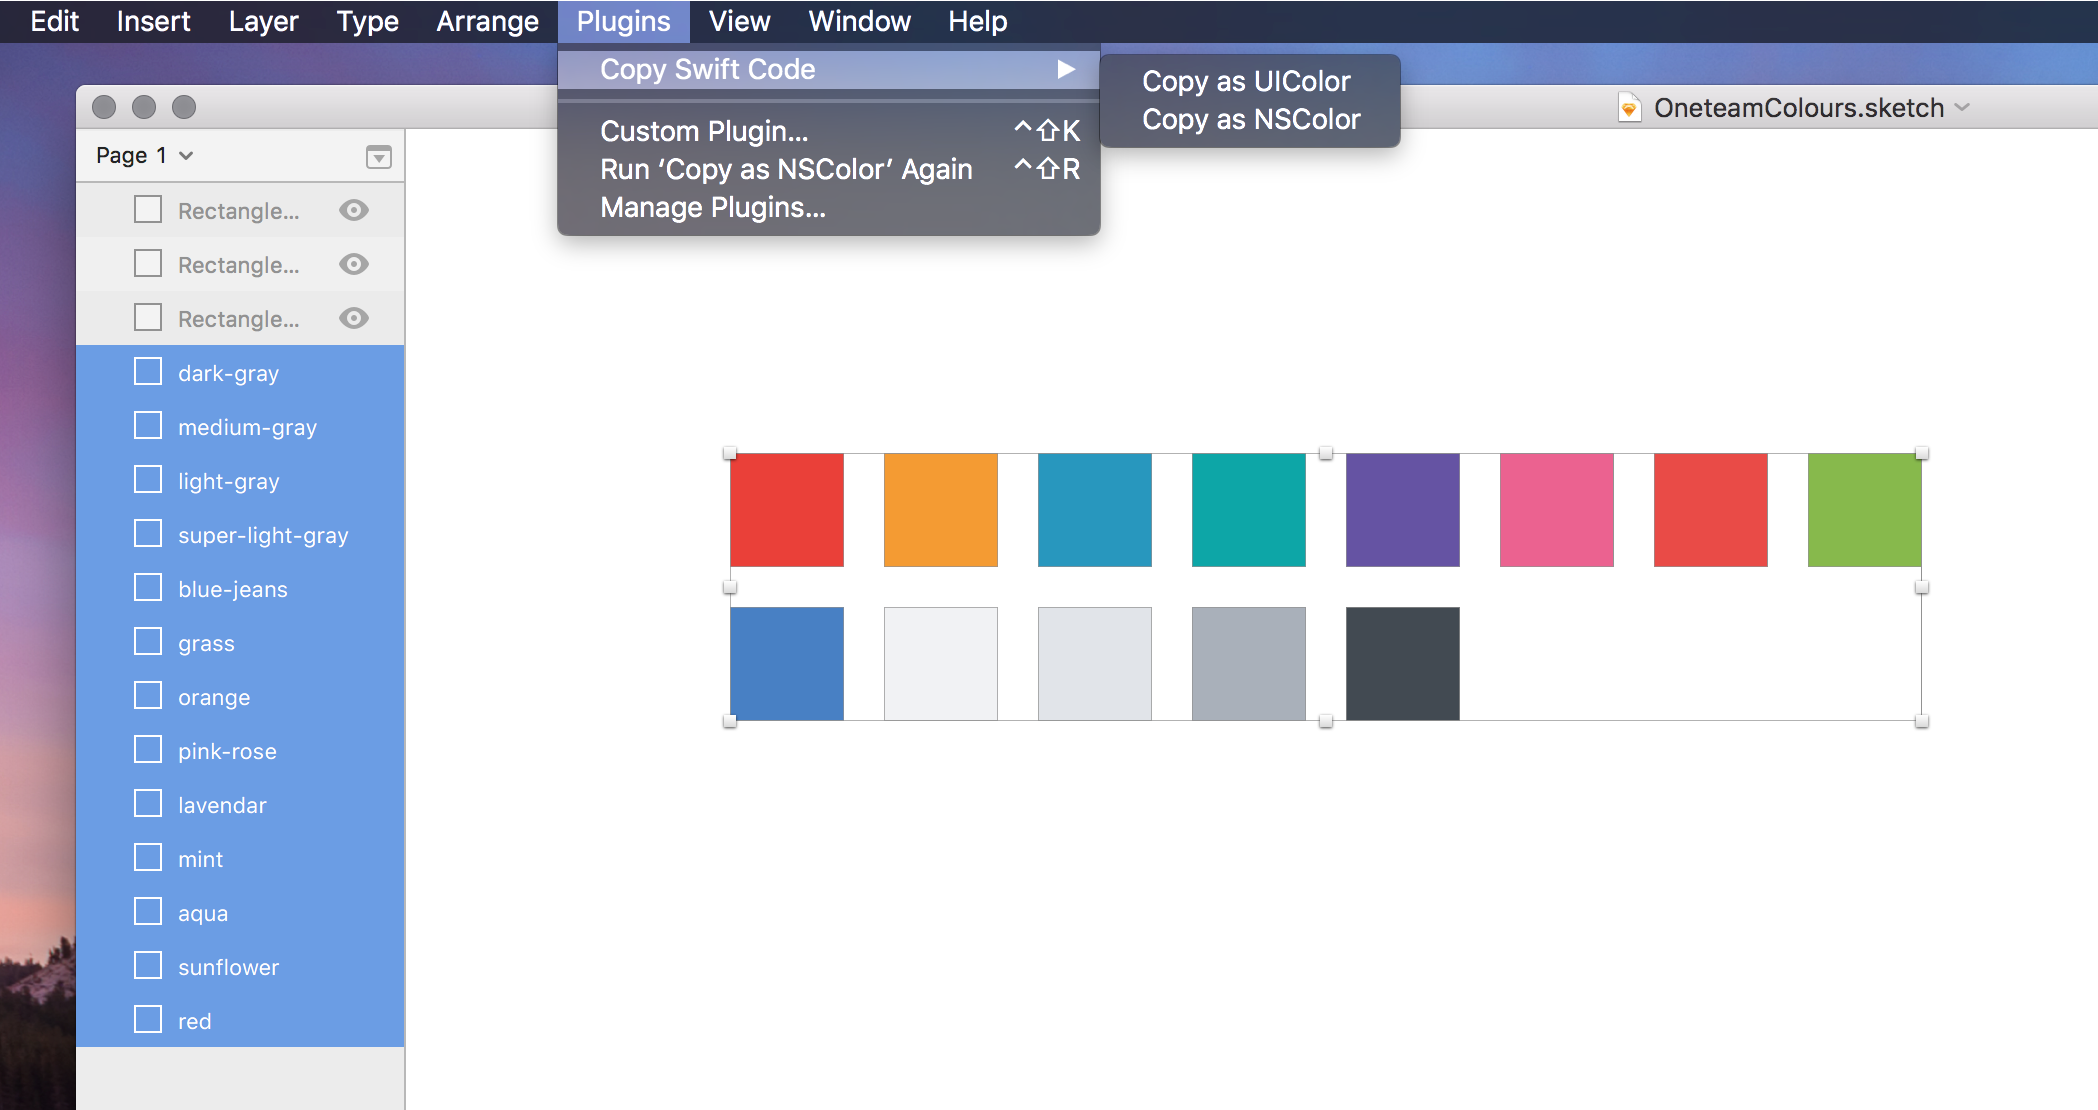 Edit Insert Layer Type Arrange Plugins View Window Help
Copy Swift Code ▶
Copy as UIColor
Copy as NSColor
Custom Plugin... ^⇧K
Run ‘Copy as NSColor’ Again ^⇧R
Manage Plugins...
OneteamColours.sketch
Page 1
Rectangle...
Rectangle...
Rectangle...
dark-gray
medium-gray
light-gray
super-light-gray
blue-jeans
grass
orange
pink-rose
lavendar
mint
aqua
sunflower
red